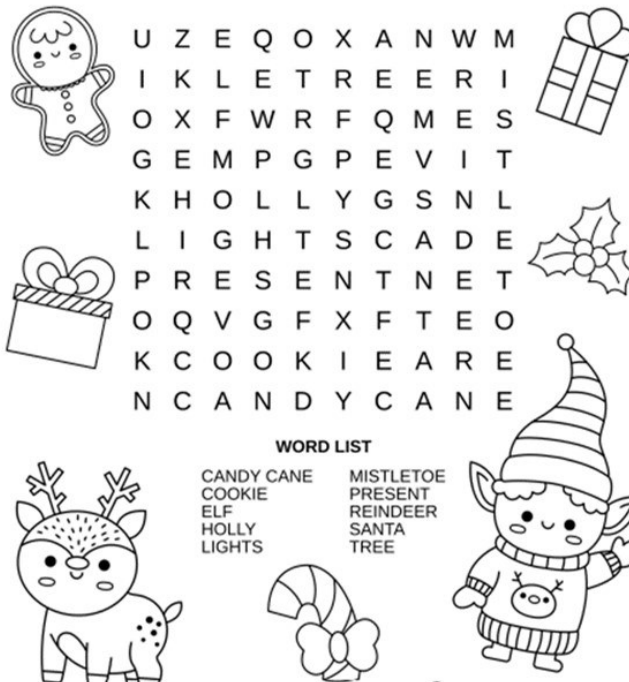 U Z E Q O X A N W M
I K L E T R E E R I
O X F W R F Q M E S
G E M P G P E V I T
K H O L L Y G S N L
L I G H T S C A D E
P R E S E N T N E T
O Q V G F X F T E O
K C O O K I E A R E
N C A N D Y C A N E
WORD LIST
CANDY CANE
COOKIE
ELF
HOLLY
LIGHTS
MISTLETOE
PRESENT
REINDEER
SANTA
TREE